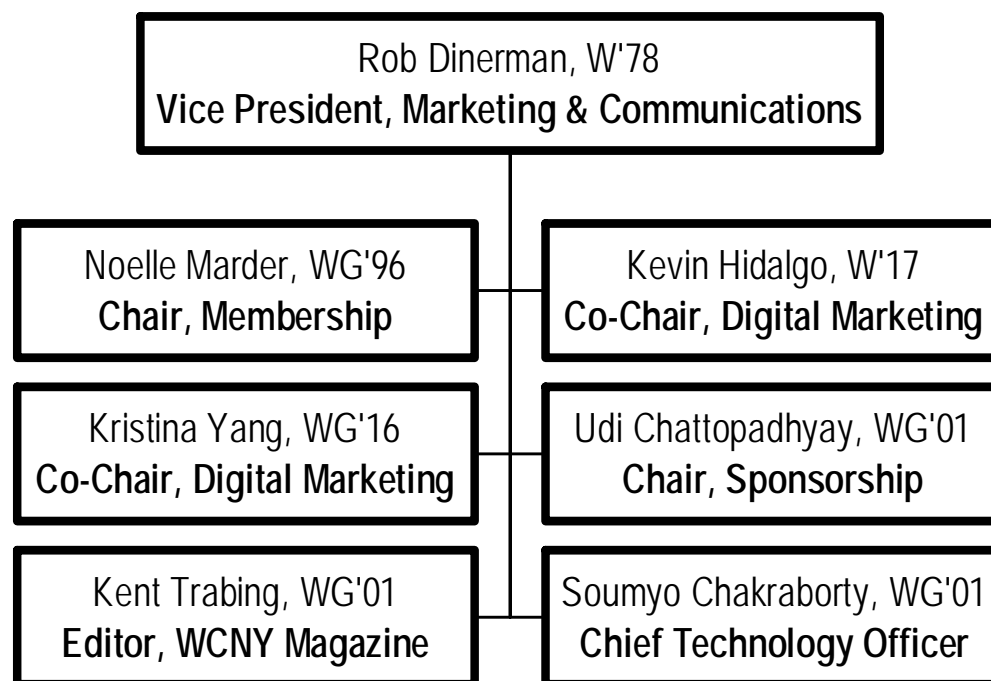 Rob Dinerman, W'78
Vice President, Marketing & Communications
Noelle Marder, WG'96
Chair, Membership
Kevin Hidalgo, W'17
Co-Chair, Digital Marketing
Kristina Yang, WG'16
Co-Chair, Digital Marketing
Udi Chattopadhyay, WG'01
Chair, Sponsorship
Kent Trabing, WG'01
Editor, WCNY Magazine
Soumyo Chakraborty, WG'01
Chief Technology Officer